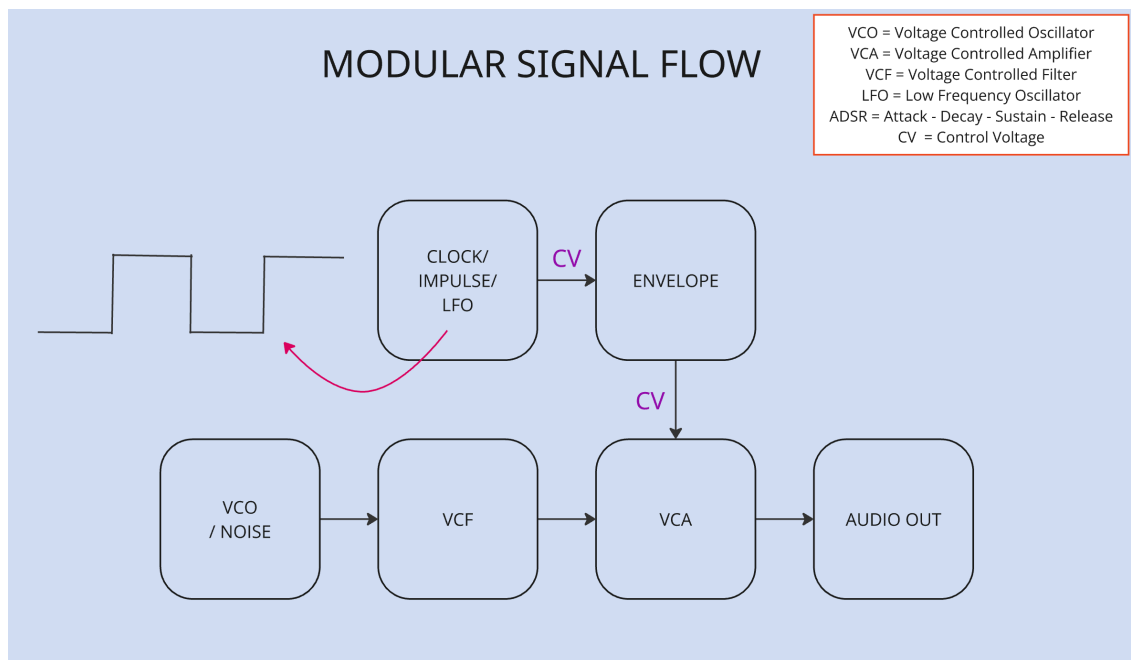 MODULAR SIGNAL FLOW
VCO = Voltage Controlled Oscillator
VCA = Voltage Controlled Amplifier
VCF = Voltage Controlled Filter
LFO = Low Frequency Oscillator
ADSR = Attack - Decay - Sustain - Release
CV = Control Voltage
CLOCK/
IMPULSE/
LFO
CV
ENVELOPE
CV
VCO
/ NOISE
VCF
VCA
AUDIO OUT